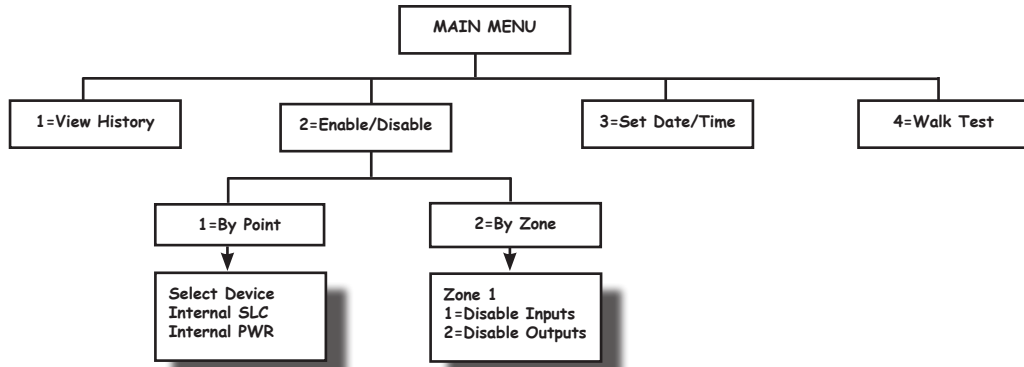 MAIN MENU
1=View History
2=Enable/Disable
3=Set Date/Time
4=Walk Test
1=By Point
2=By Zone
Select Device
Internal SLC
Internal PWR
Zone 1
1=Disable Inputs
2=Disable Outputs